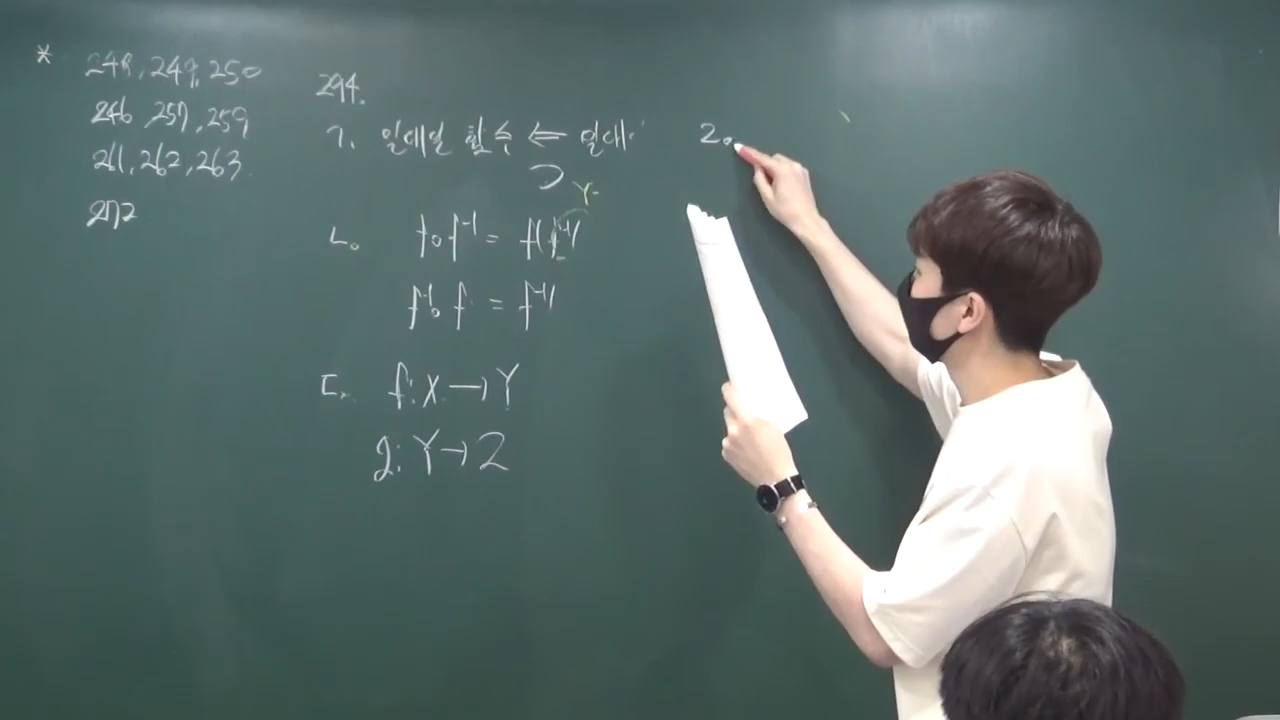 * 248, 249, 250
246, 257, 259
261, 262, 263
272
294.
ㄱ. 일대일 함수 ⇐ 일대
⊃ Y
ㄴ. f∘f⁻¹ = f(f⁻¹(
f⁻¹∘f = f⁻¹(
ㄷ. f: X → Y
g: Y → Z
2